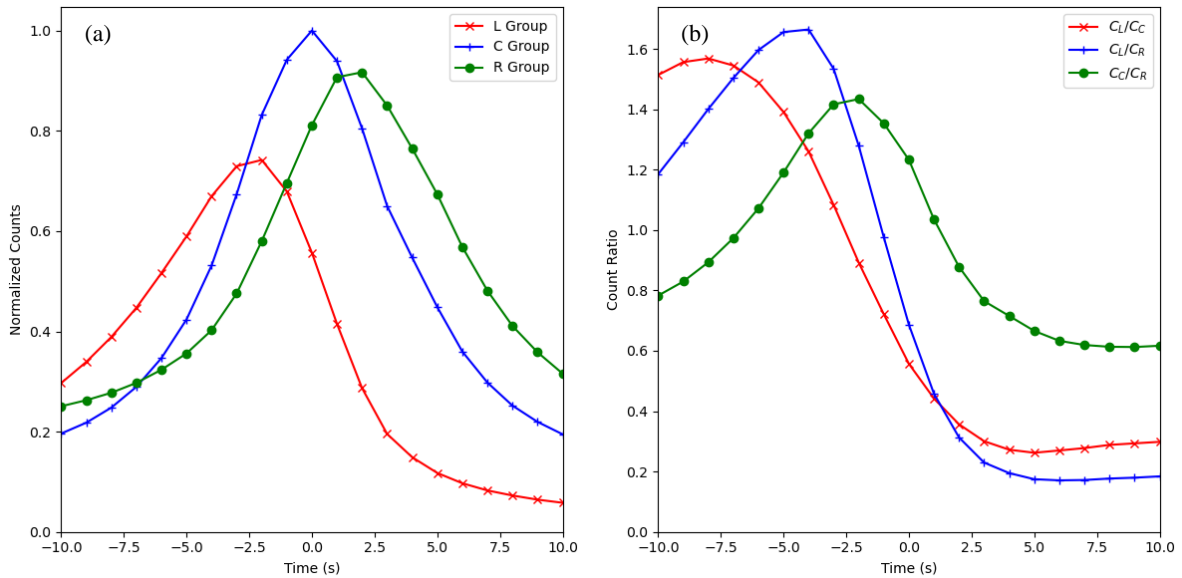 (a)
L Group
C Group
R Group
1.0
0.8
0.6
0.4
0.2
0.0
Normalized Counts
−10.0 −7.5 −5.0 −2.5 0.0 2.5 5.0 7.5 10.0
Time (s)
(b)
C_L/C_C
C_L/C_R
C_C/C_R
1.6
1.4
1.2
1.0
0.8
0.6
0.4
0.2
0.0
Count Ratio
−10.0 −7.5 −5.0 −2.5 0.0 2.5 5.0 7.5 10.0
Time (s)